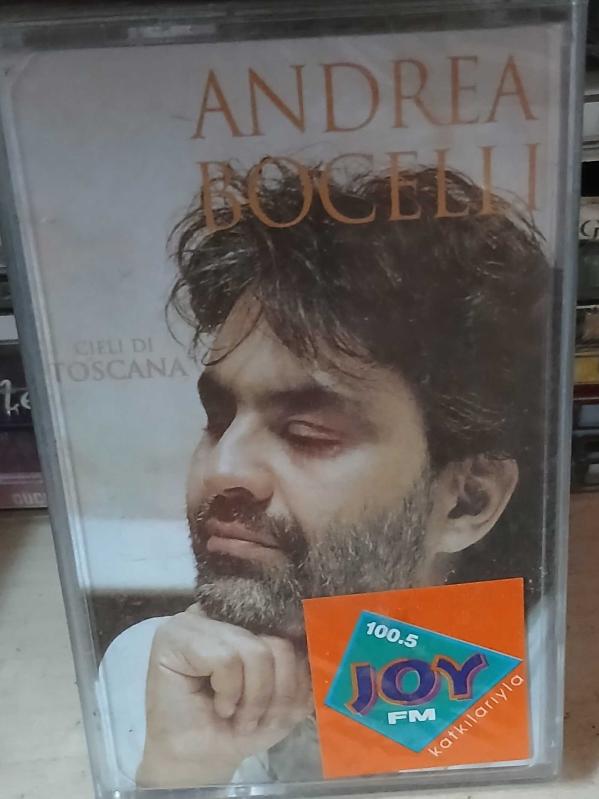 ANDREA
BOCELLI
CIELI DI
TOSCANA
100.5
JOY
FM
katkılarıyla